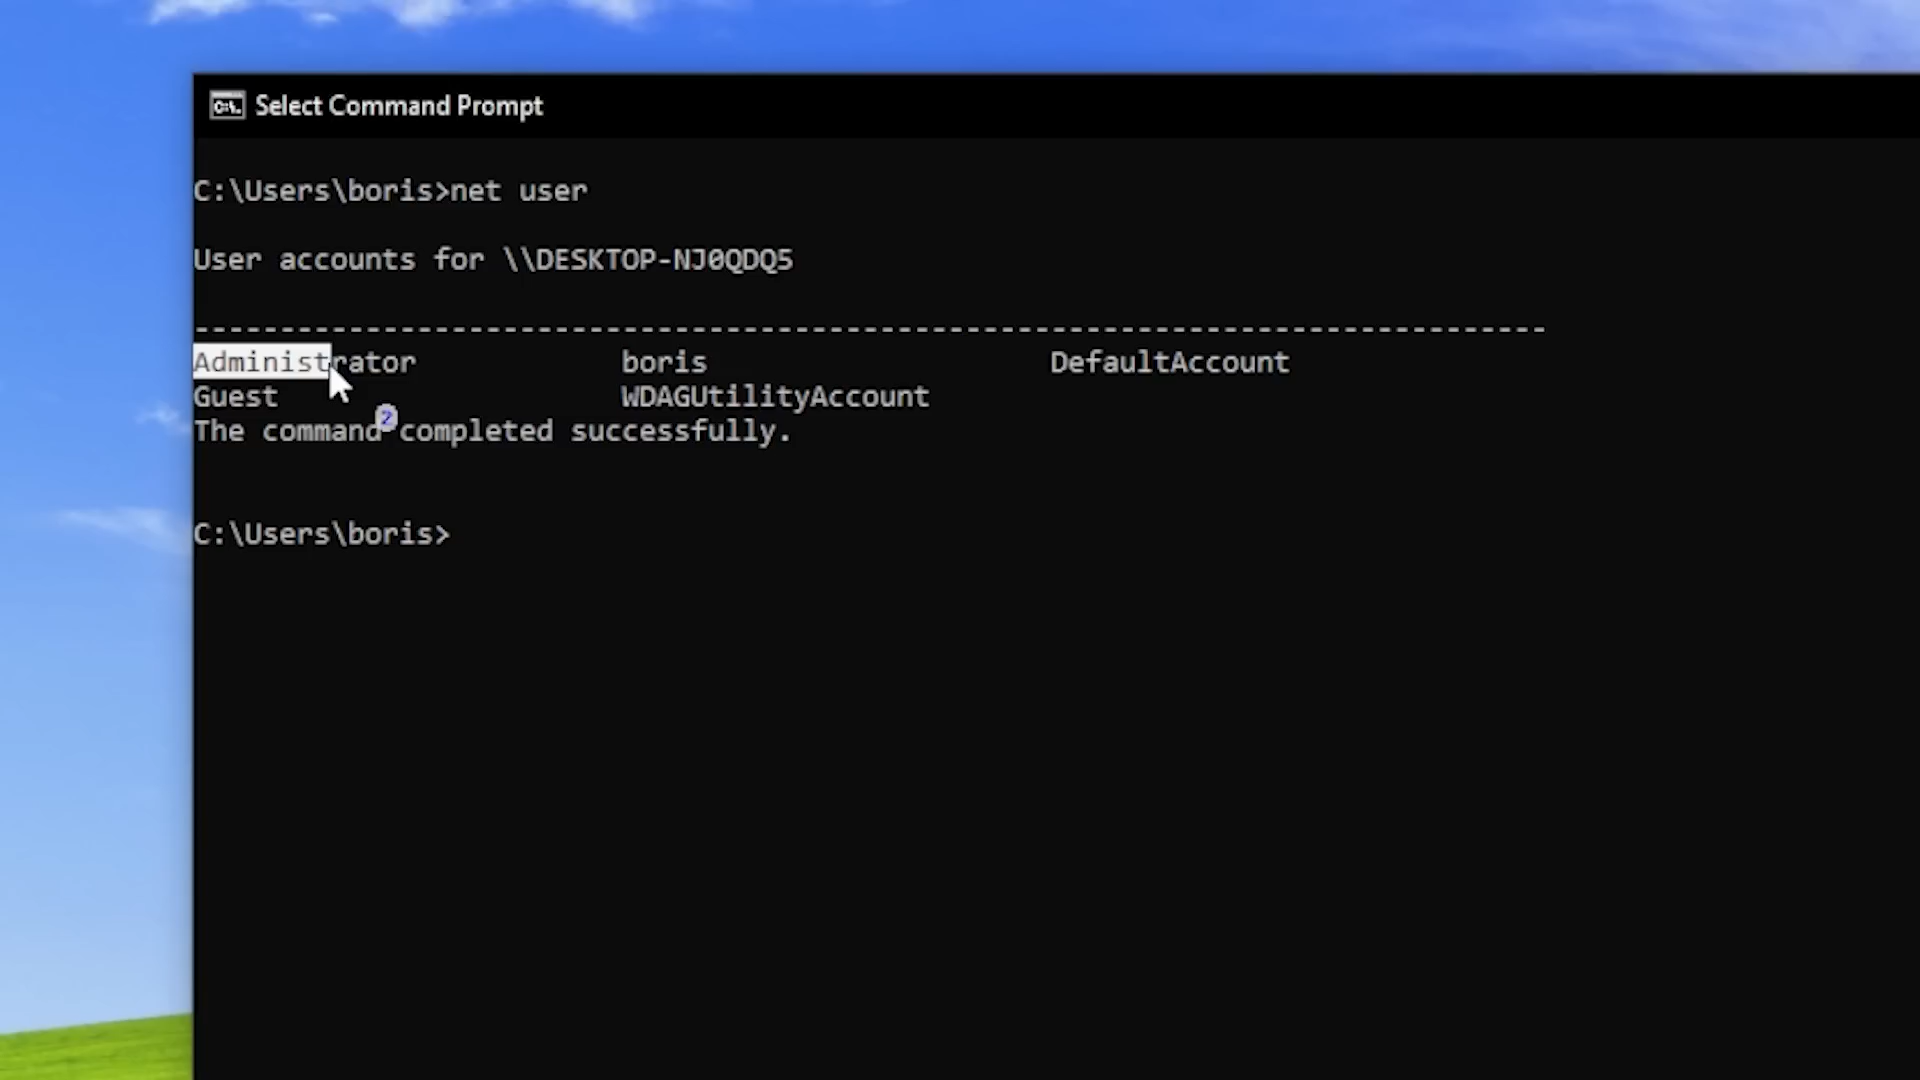 Select Command Prompt
C:\Users\boris>net user
User accounts for \\DESKTOP-NJ0QDQ5
-------------------------------------------------------------------------------
Administrator boris DefaultAccount
Guest WDAGUtilityAccount
2
The command completed successfully.
C:\Users\boris>